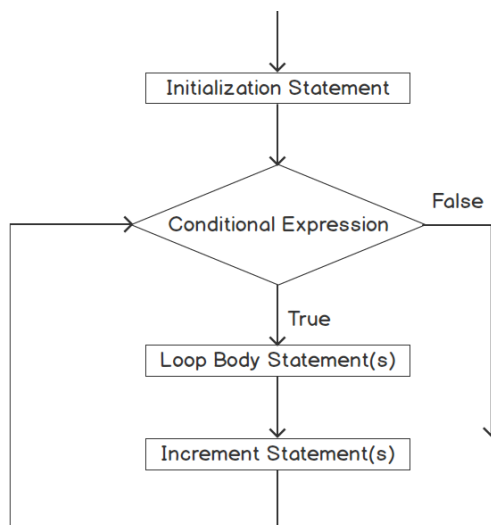 Initialization Statement
Conditional Expression
False
True
Loop Body Statement(s)
Increment Statement(s)